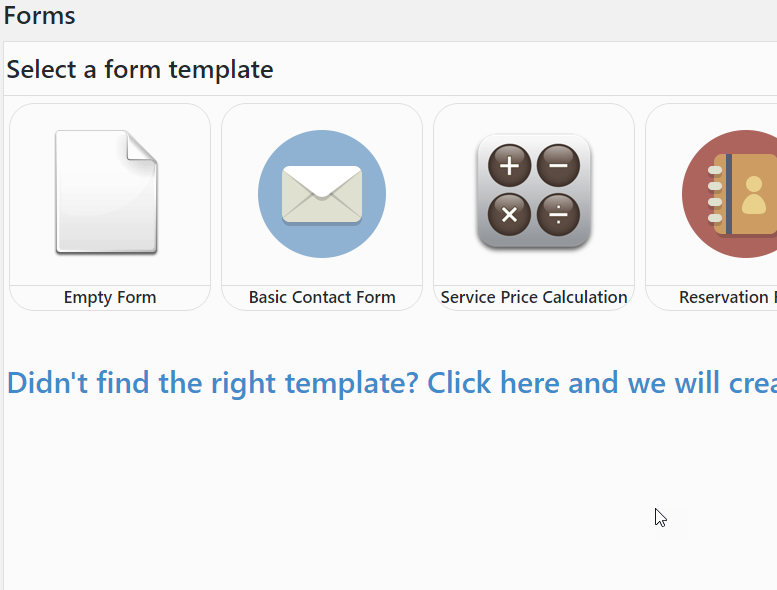 Forms
Select a form template
Empty Form
Basic Contact Form
Service Price Calculation
Reservation
Didn't find the right template? Click here and we will